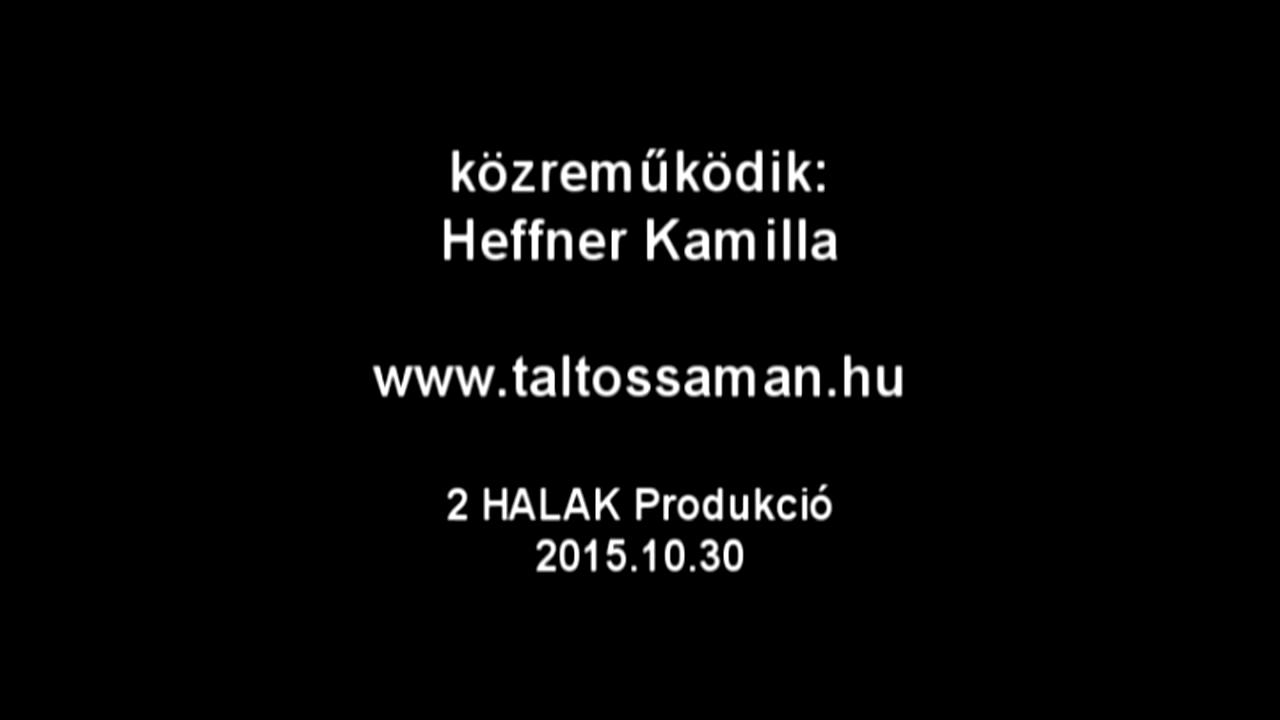 közreműködik:
Heffner Kamilla
www.taltossaman.hu
2 HALAK Produkció
2015.10.30